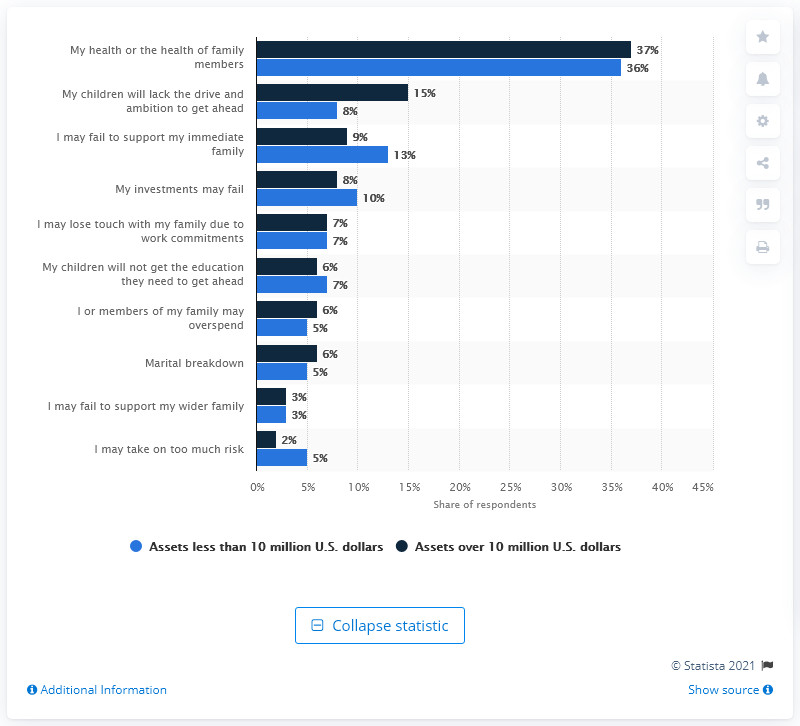 My health or the health of family
members
37%
36%
My children will lack the drive and
ambition to get ahead
15%
8%
I may fail to support my immediate
family
9%
13%
My investments may fail
8%
10%
I may lose touch with my family due to
work commitments
7%
7%
My children will not get the education
they need to get ahead
6%
7%
I or members of my family may
overspend
6%
5%
Marital breakdown
6%
5%
I may fail to support my wider family
3%
3%
I may take on too much risk
2%
5%
0% 5% 10% 15% 20% 25% 30% 35% 40% 45%
Share of respondents
Assets less than 10 million U.S. dollars Assets over 10 million U.S. dollars
Collapse statistic
© Statista 2021
Additional Information Show source